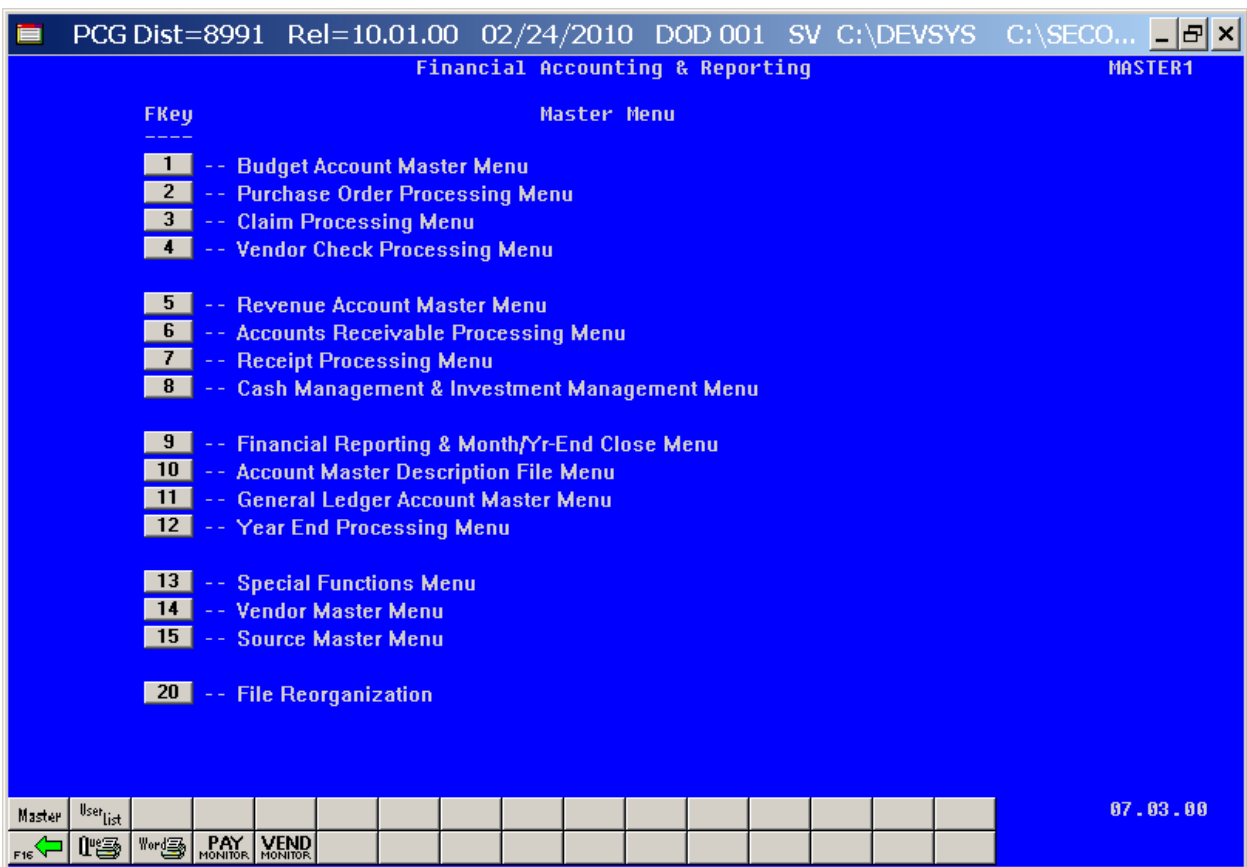 PCG Dist=8991 Rel=10.01.00 02/24/2010 DOD 001 SV C:\DEVSYS C:\SECO...
Financial Accounting & Reporting MASTER1
FKey Master Menu
----
1 -- Budget Account Master Menu
2 -- Purchase Order Processing Menu
3 -- Claim Processing Menu
4 -- Vendor Check Processing Menu
5 -- Revenue Account Master Menu
6 -- Accounts Receivable Processing Menu
7 -- Receipt Processing Menu
8 -- Cash Management & Investment Management Menu
9 -- Financial Reporting & Month/Yr-End Close Menu
10 -- Account Master Description File Menu
11 -- General Ledger Account Master Menu
12 -- Year End Processing Menu
13 -- Special Functions Menu
14 -- Vendor Master Menu
15 -- Source Master Menu
20 -- File Reorganization
Master User List 07.03.00
F16 Que Word PAY MONITOR VEND MONITOR